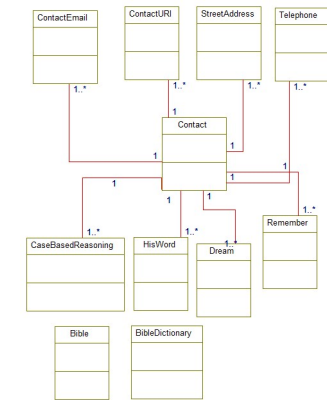 ContactEmail
ContactURI
StreetAddress
Telephone
1..*
1..*
1..*
1..*
1
Contact
1
1
1
1
1
1
1
1
1..*
1..*
1..*
1..*
CaseBasedReasoning
HisWord
Dream
Remember
Bible
BibleDictionary